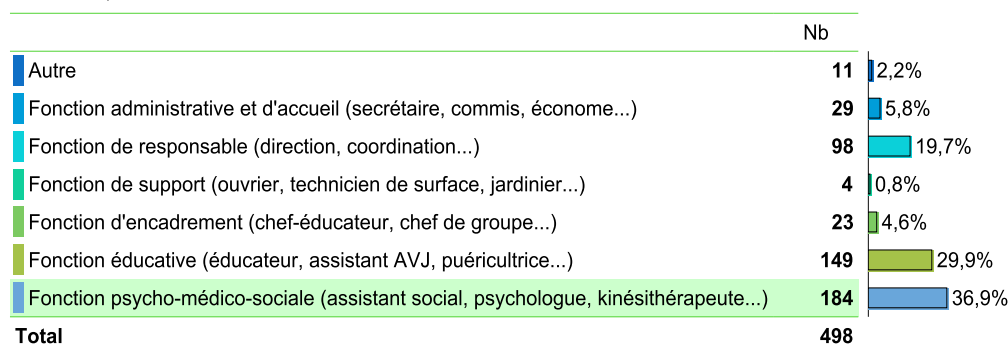 Nb
Autre 11 2,2%
Fonction administrative et d'accueil (secrétaire, commis, économe...) 29 5,8%
Fonction de responsable (direction, coordination...) 98 19,7%
Fonction de support (ouvrier, technicien de surface, jardinier...) 4 0,8%
Fonction d'encadrement (chef-éducateur, chef de groupe...) 23 4,6%
Fonction éducative (éducateur, assistant AVJ, puéricultrice...) 149 29,9%
Fonction psycho-médico-sociale (assistant social, psychologue, kinésithérapeute...) 184 36,9%
Total 498